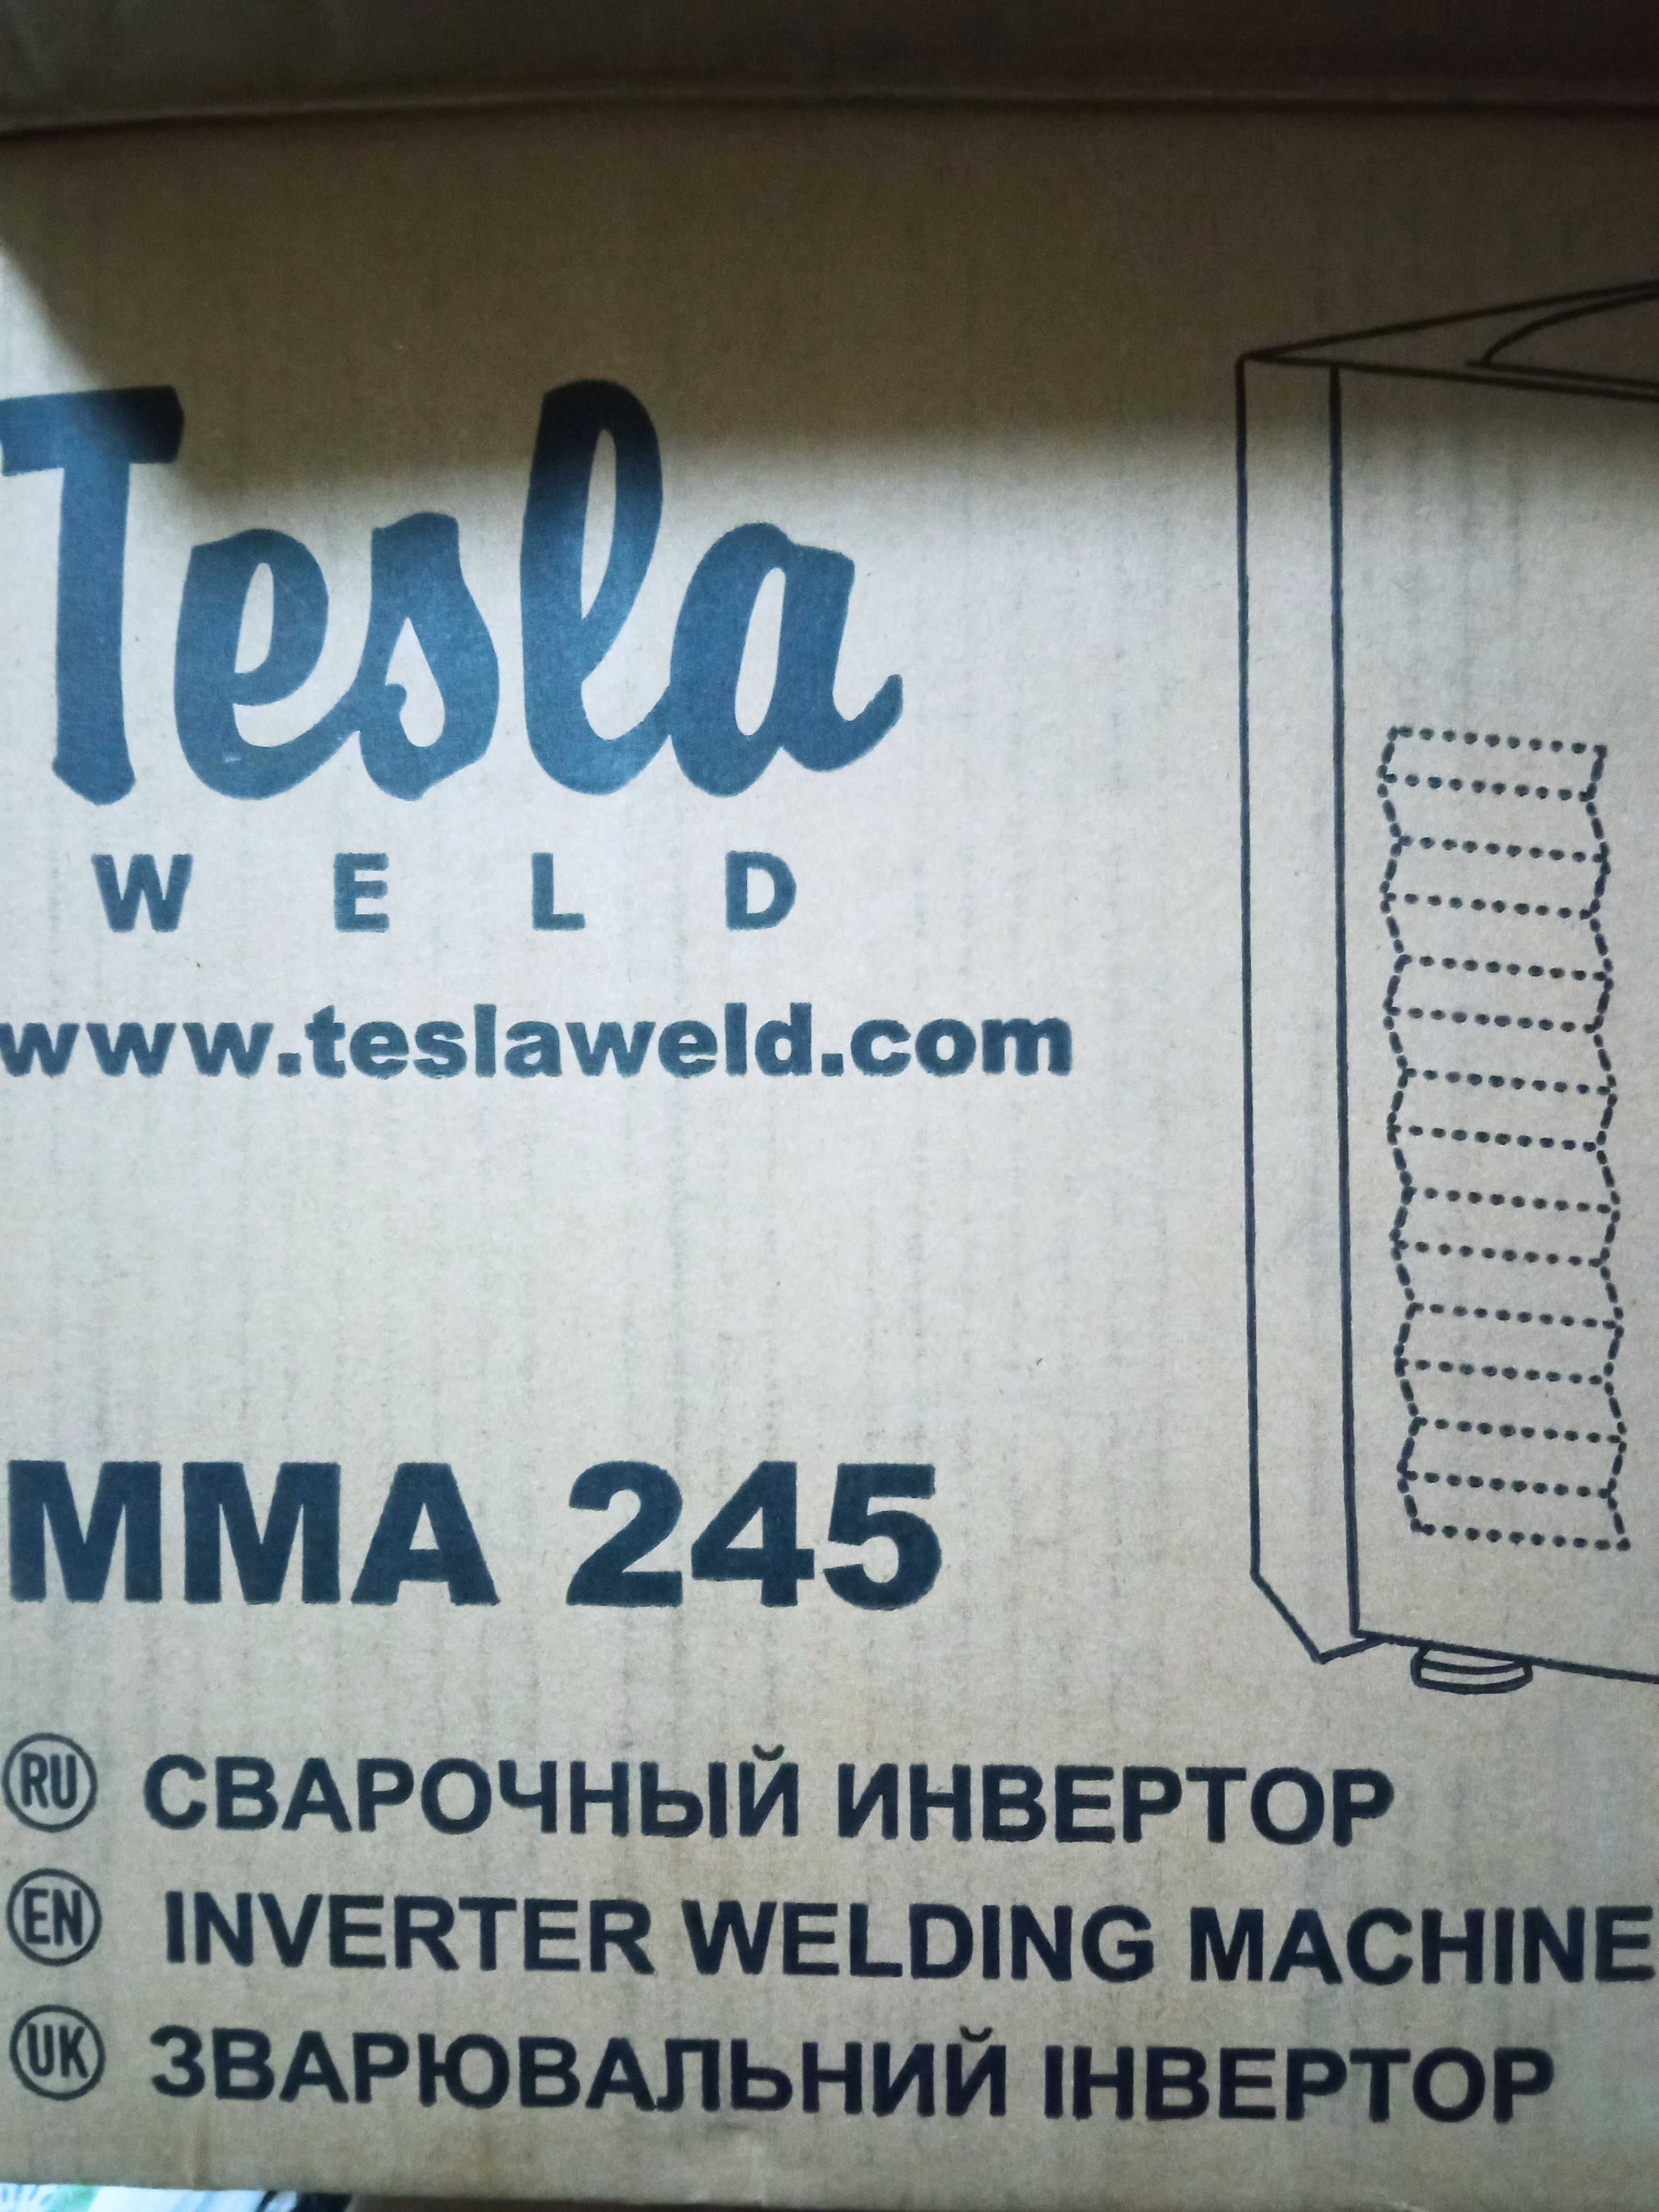 Tesla
WELD
www.teslaweld.com
MMA 245
RU СВАРОЧНЫЙ ИНВЕРТОР
EN INVERTER WELDING MACHINE
UK ЗВАРЮВАЛЬНИЙ ІНВЕРТОР